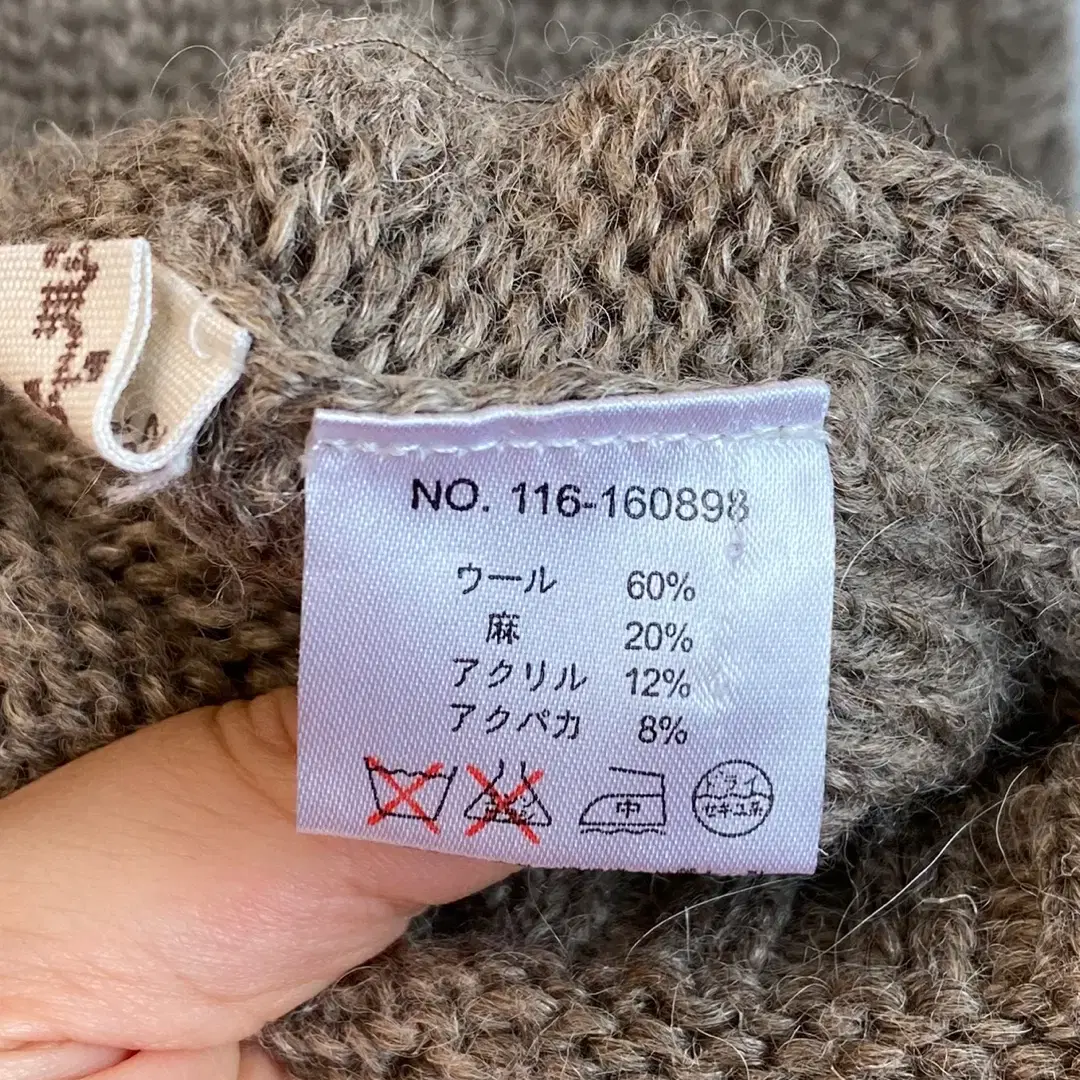 NO. 116-160898
ウール 60%
麻 20%
アクリル 12%
アクパカ 8%
中
ドライ
セキユ系